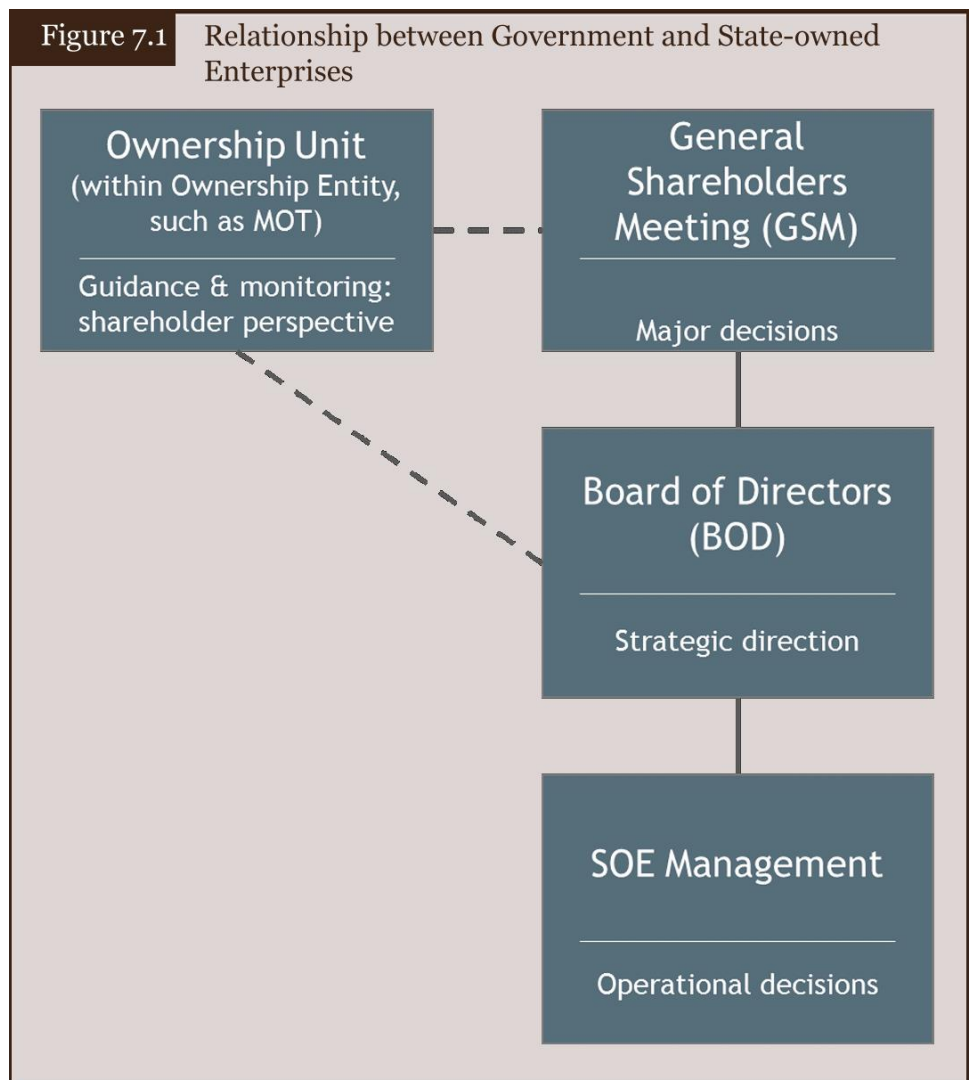 Figure 7.1
Relationship between Government and State-owned
Enterprises
Ownership Unit
(within Ownership Entity,
such as MOT)
Guidance & monitoring:
shareholder perspective
General
Shareholders
Meeting (GSM)
Major decisions
Board of Directors
(BOD)
Strategic direction
SOE Management
Operational decisions